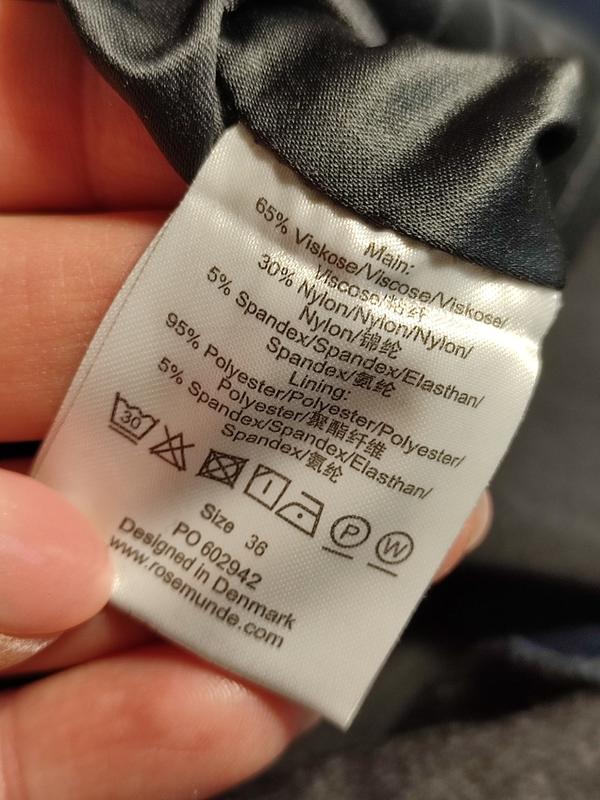 Main:
65% Viskose/Viscose/Viskose/
Viscose/粘纤
30% Nylon/Nylon/Nylon/
Nylon/锦纶
5% Spandex/Spandex/Elasthan/
Spandex/氨纶
Lining:
95% Polyester/Polyester/Polyester/
Polyester/聚酯纤维
5% Spandex/Spandex/Elasthan/
Spandex/氨纶
30 P W
Size 36
PO 602942
Designed in Denmark
www.rosemunde.com